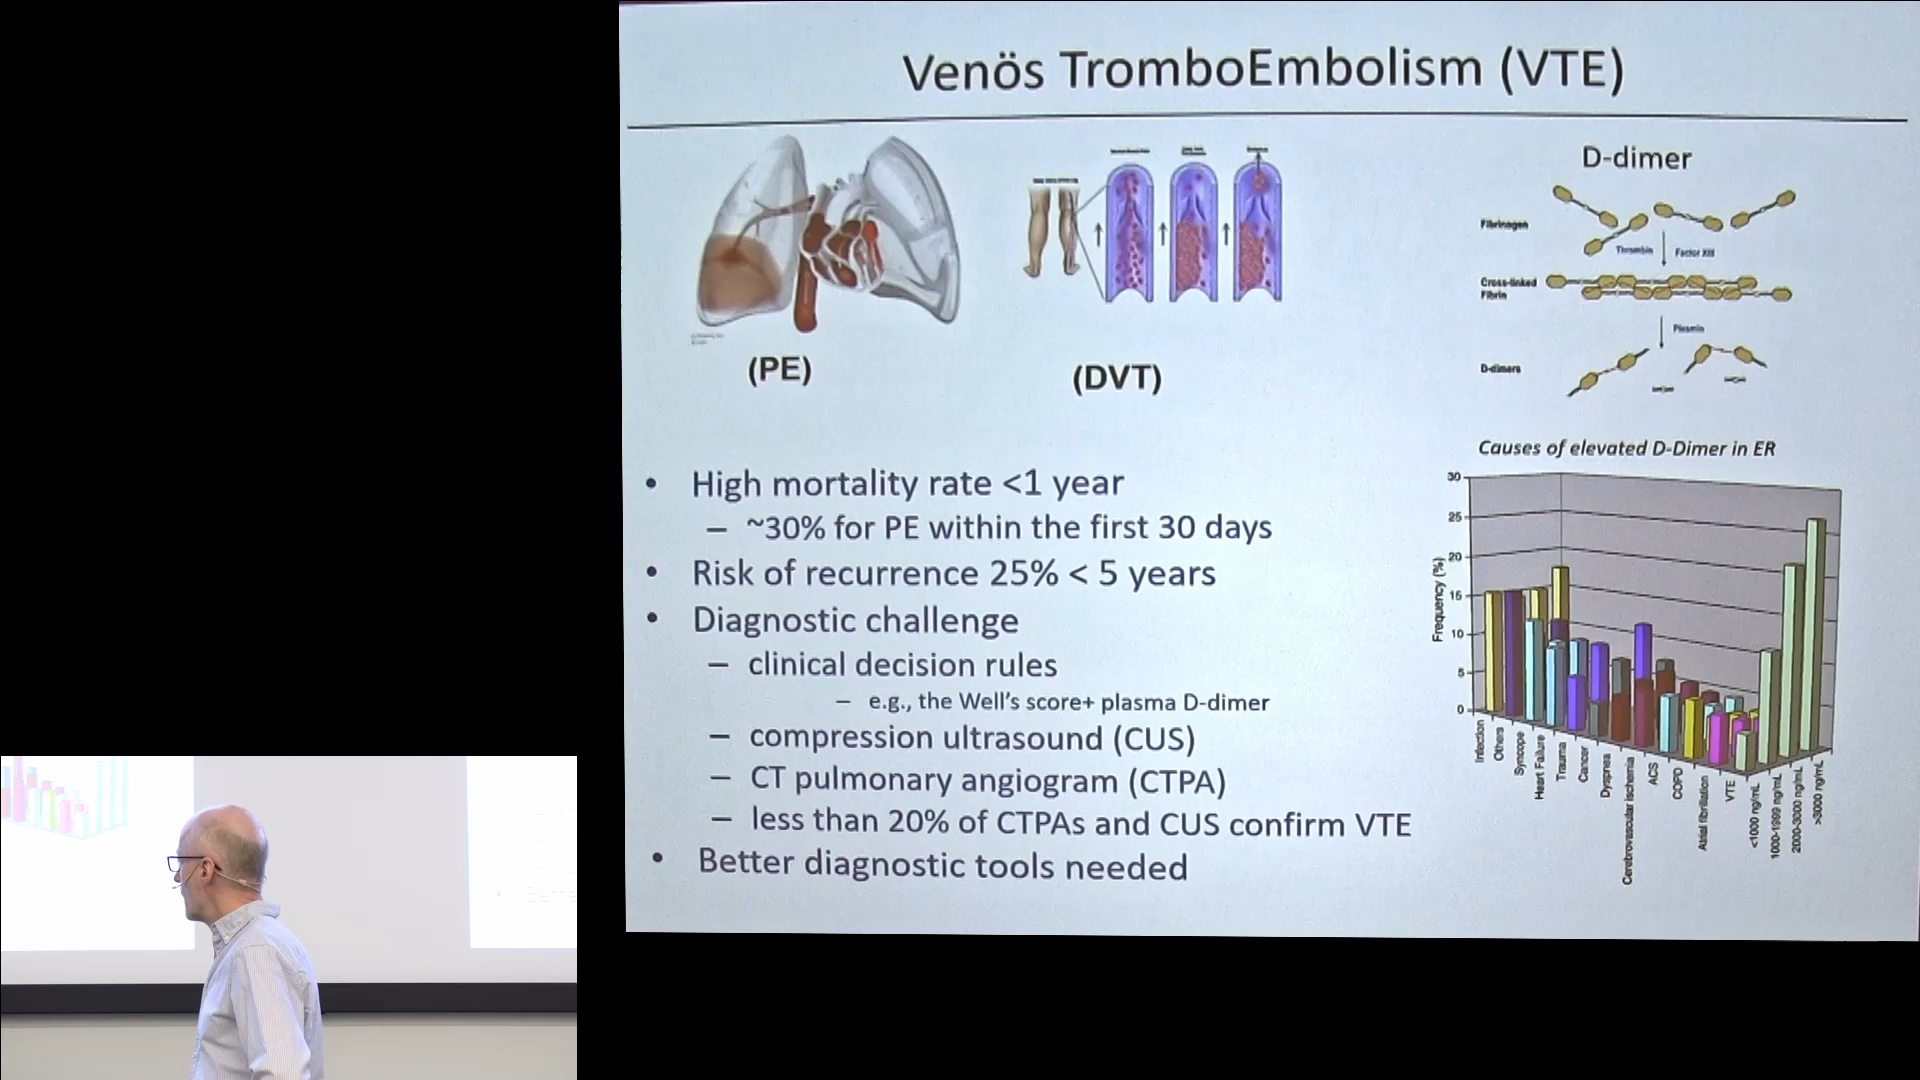 Venös TromboEmbolism (VTE)
(PE)
(DVT)
D-dimer
Fibrinogen
Thrombin
Factor XIII
Cross-linked
Fibrin
Plasmin
D-dimers
• High mortality rate <1 year
– ~30% for PE within the first 30 days
• Risk of recurrence 25% < 5 years
• Diagnostic challenge
– clinical decision rules
– e.g., the Well's score+ plasma D-dimer
– compression ultrasound (CUS)
– CT pulmonary angiogram (CTPA)
– less than 20% of CTPAs and CUS confirm VTE
• Better diagnostic tools needed
Causes of elevated D-Dimer in ER
Frequency (%)
30
25
20
15
10
5
0
Infection
Others
Syncope
Heart Failure
Trauma
Cancer
Dyspnea
Cerebrovascular ischemia
ACS
COPD
Atrial fibrillation
VTE
<1000 ng/mL
1000-1999 ng/mL
2000-3000 ng/mL
>3000 ng/mL